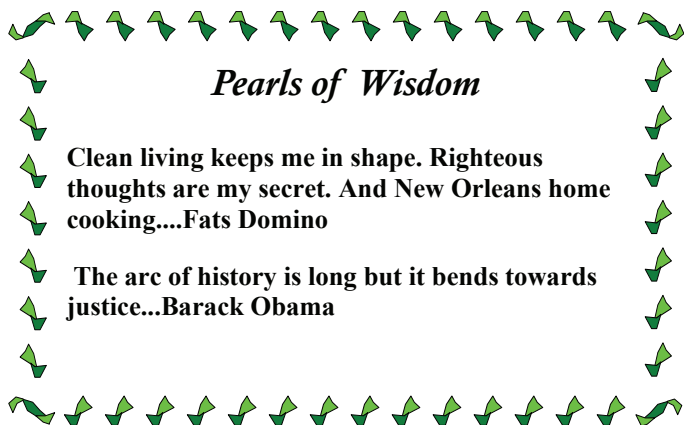 Pearls of Wisdom
Clean living keeps me in shape. Righteous
thoughts are my secret. And New Orleans home
cooking....Fats Domino
The arc of history is long but it bends towards
justice...Barack Obama